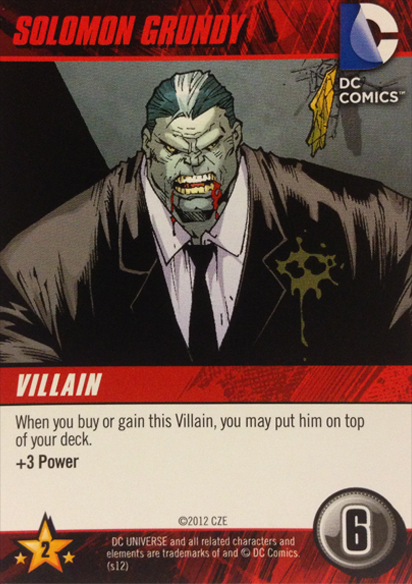 SOLOMON GRUNDY
DC
COMICS™
VILLAIN
When you buy or gain this Villain, you may put him on top
of your deck.
+3 Power
©2012 CZE
2
DC UNIVERSE and all related characters and
elements are trademarks of and © DC Comics.
(s12)
6